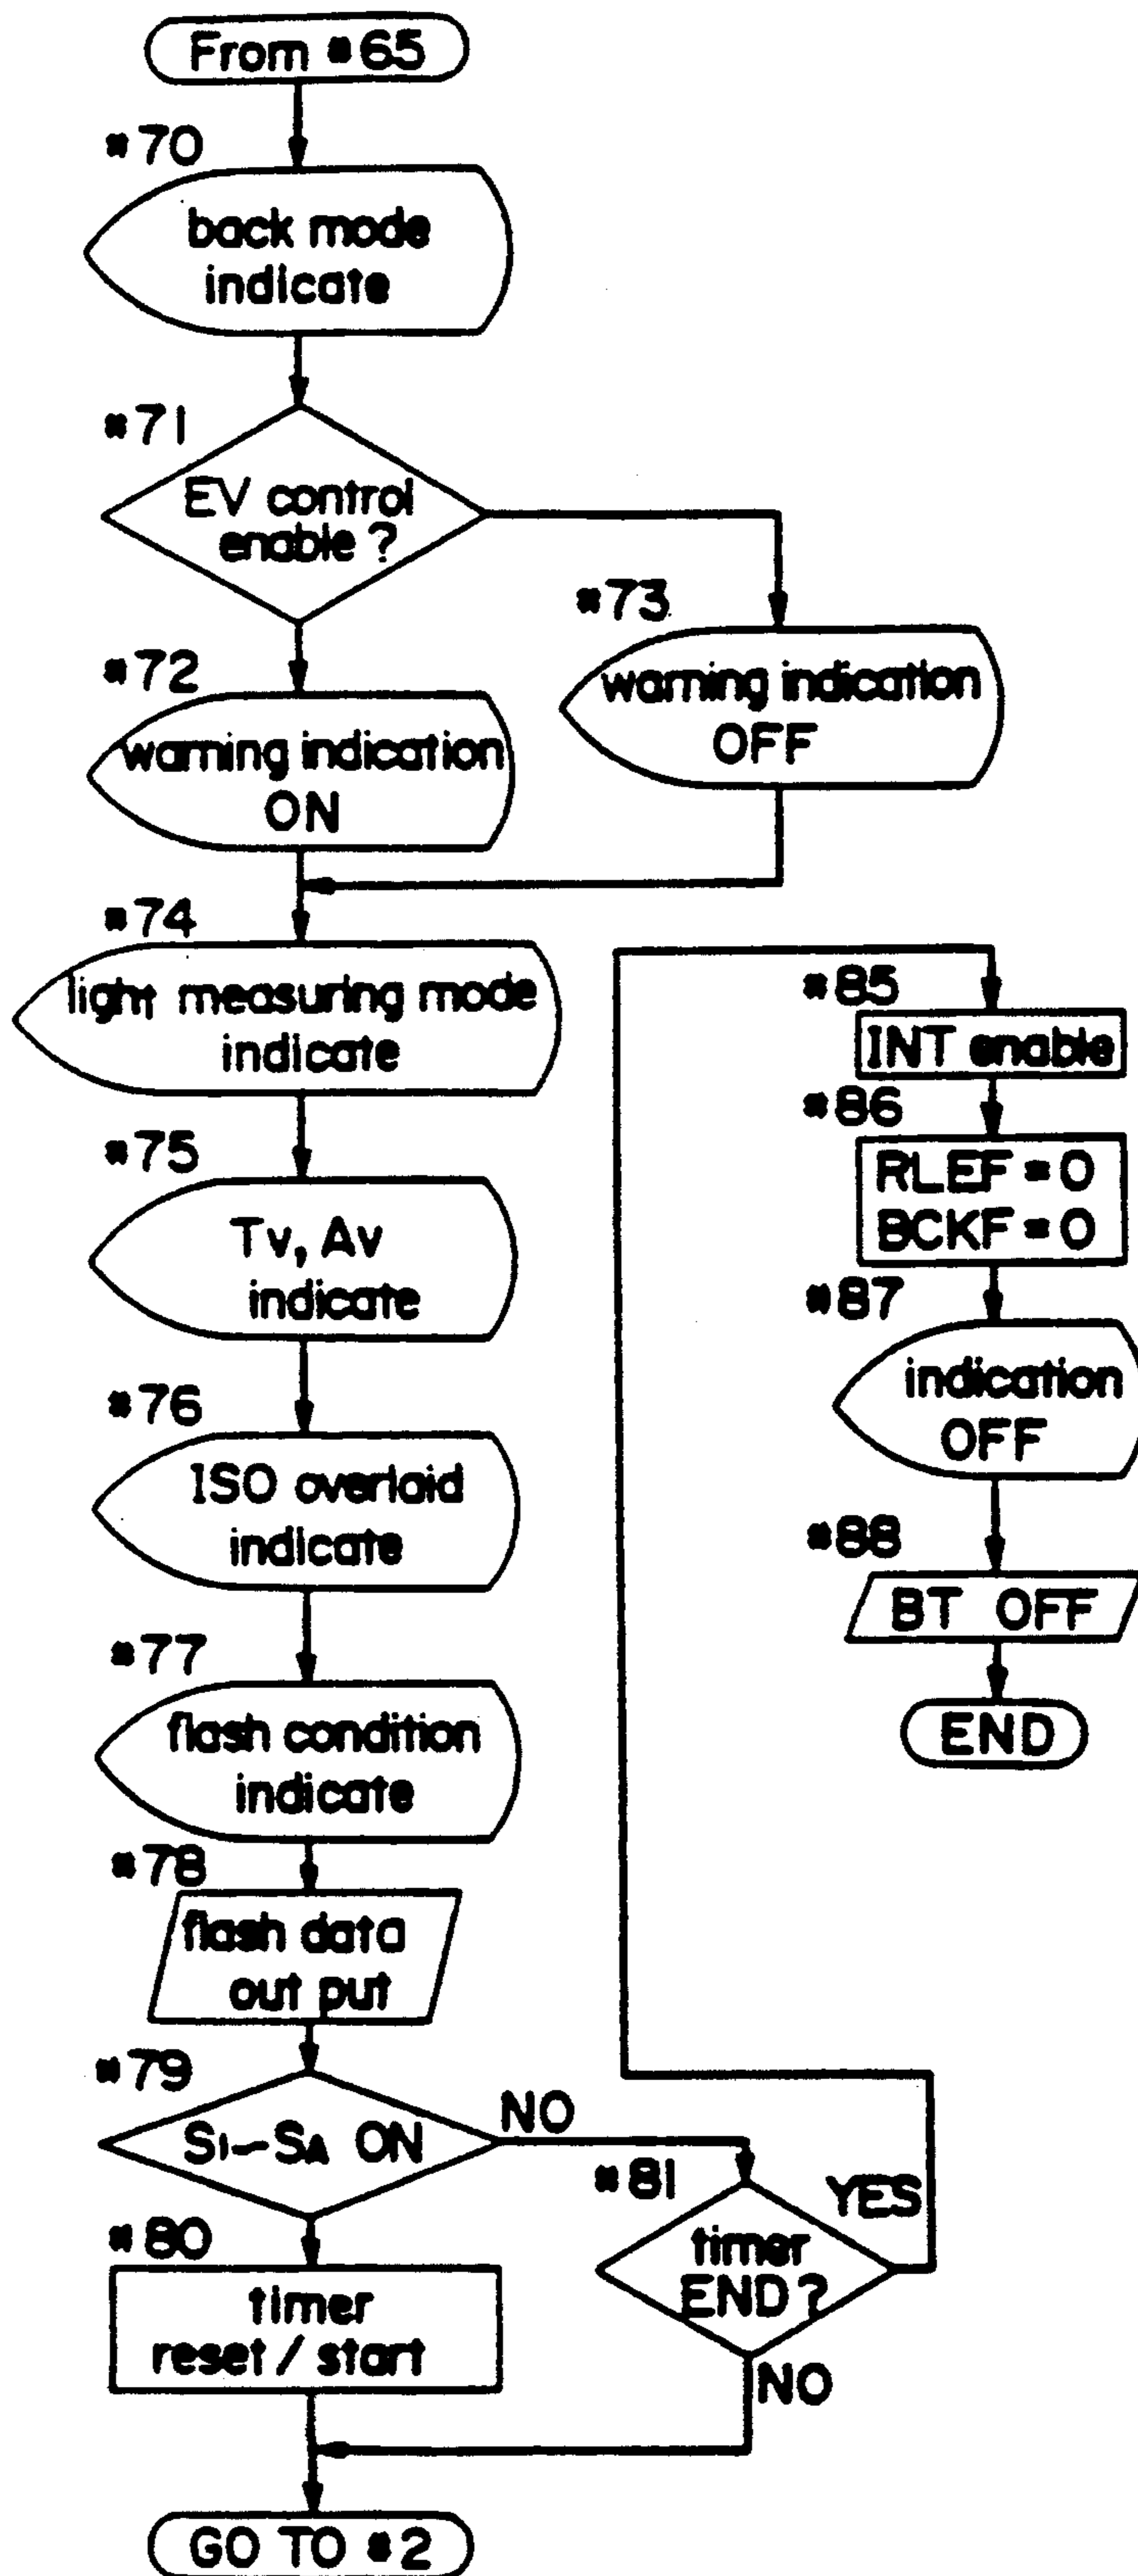 From #65
#70
back mode
indicate
#71
EV control
enable?
#73
warning indication
OFF
#72
warning indication
ON
#74
light measuring mode
indicate
#75
Tv, Av
indicate
#76
ISO overlaid
indicate
#77
flash condition
indicate
#78
flash data
out put
#79
S1~SA ON
NO
#80
timer
reset / start
#81
timer
END?
YES
NO
GO TO #2
#85
INT enable
#86
RLEF = 0
BCKF = 0
#87
indication
OFF
#88
BT OFF
END